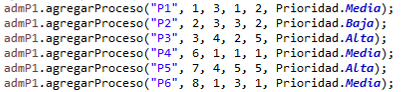 admP1.agregarProceso("P1", 1, 3, 1, 2, Prioridad.Media);
admP1.agregarProceso("P2", 2, 3, 3, 2, Prioridad.Baja);
admP1.agregarProceso("P3", 3, 4, 2, 5, Prioridad.Alta);
admP1.agregarProceso("P4", 6, 1, 1, 1, Prioridad.Media);
admP1.agregarProceso("P5", 7, 4, 5, 5, Prioridad.Alta);
admP1.agregarProceso("P6", 8, 1, 3, 1, Prioridad.Media);